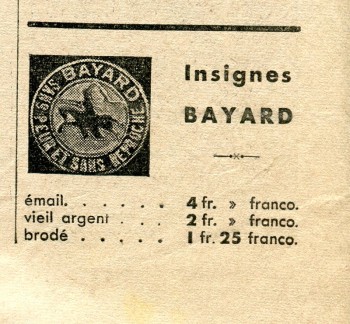 BAYARD
SANS PEUR ET SANS REPROCHE
Insignes
BAYARD
émail. . . . . . . 4 fr. » franco.
vieil argent . . . 2 fr. » franco.
brodé . . . . . 1 fr. 25 franco.